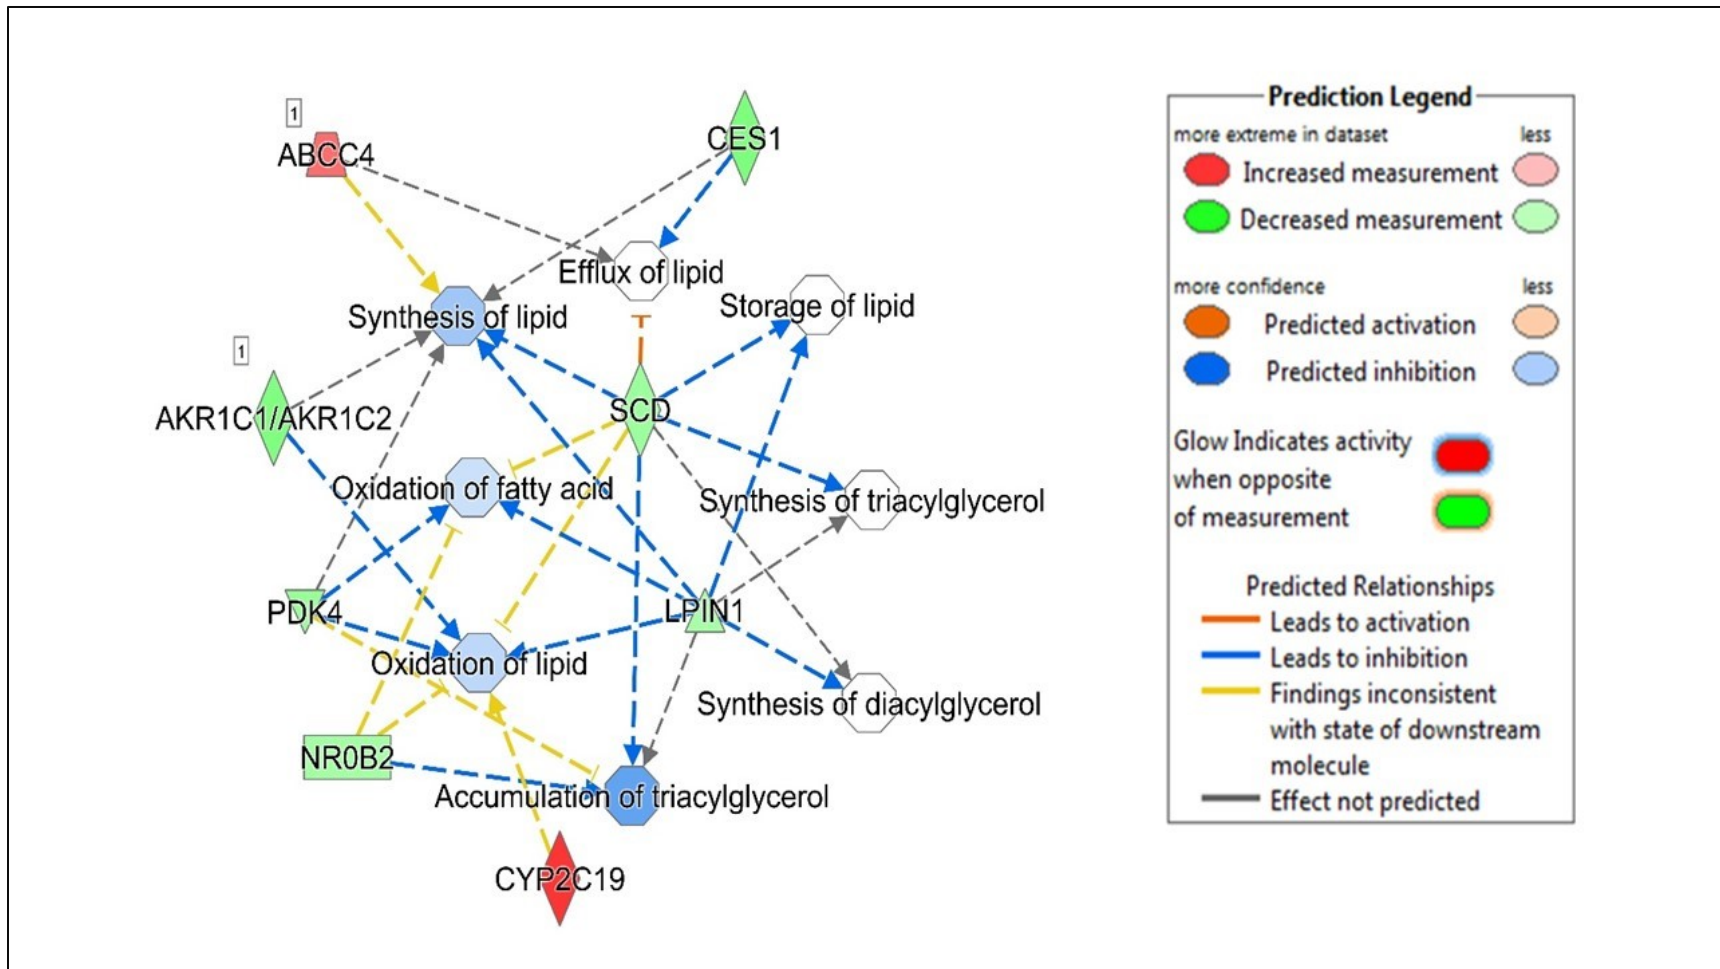 1
ABCC4
CES1
Efflux of lipid
Storage of lipid
Synthesis of lipid
1
AKR1C1/AKR1C2
SCD
Oxidation of fatty acid
Synthesis of triacylglycerol
PDK4
LPIN1
Oxidation of lipid
Synthesis of diacylglycerol
NR0B2
Accumulation of triacylglycerol
CYP2C19
Prediction Legend
more extreme in dataset less
Increased measurement
Decreased measurement
more confidence less
Predicted activation
Predicted inhibition
Glow Indicates activity
when opposite
of measurement
Predicted Relationships
Leads to activation
Leads to inhibition
Findings inconsistent
with state of downstream
molecule
Effect not predicted